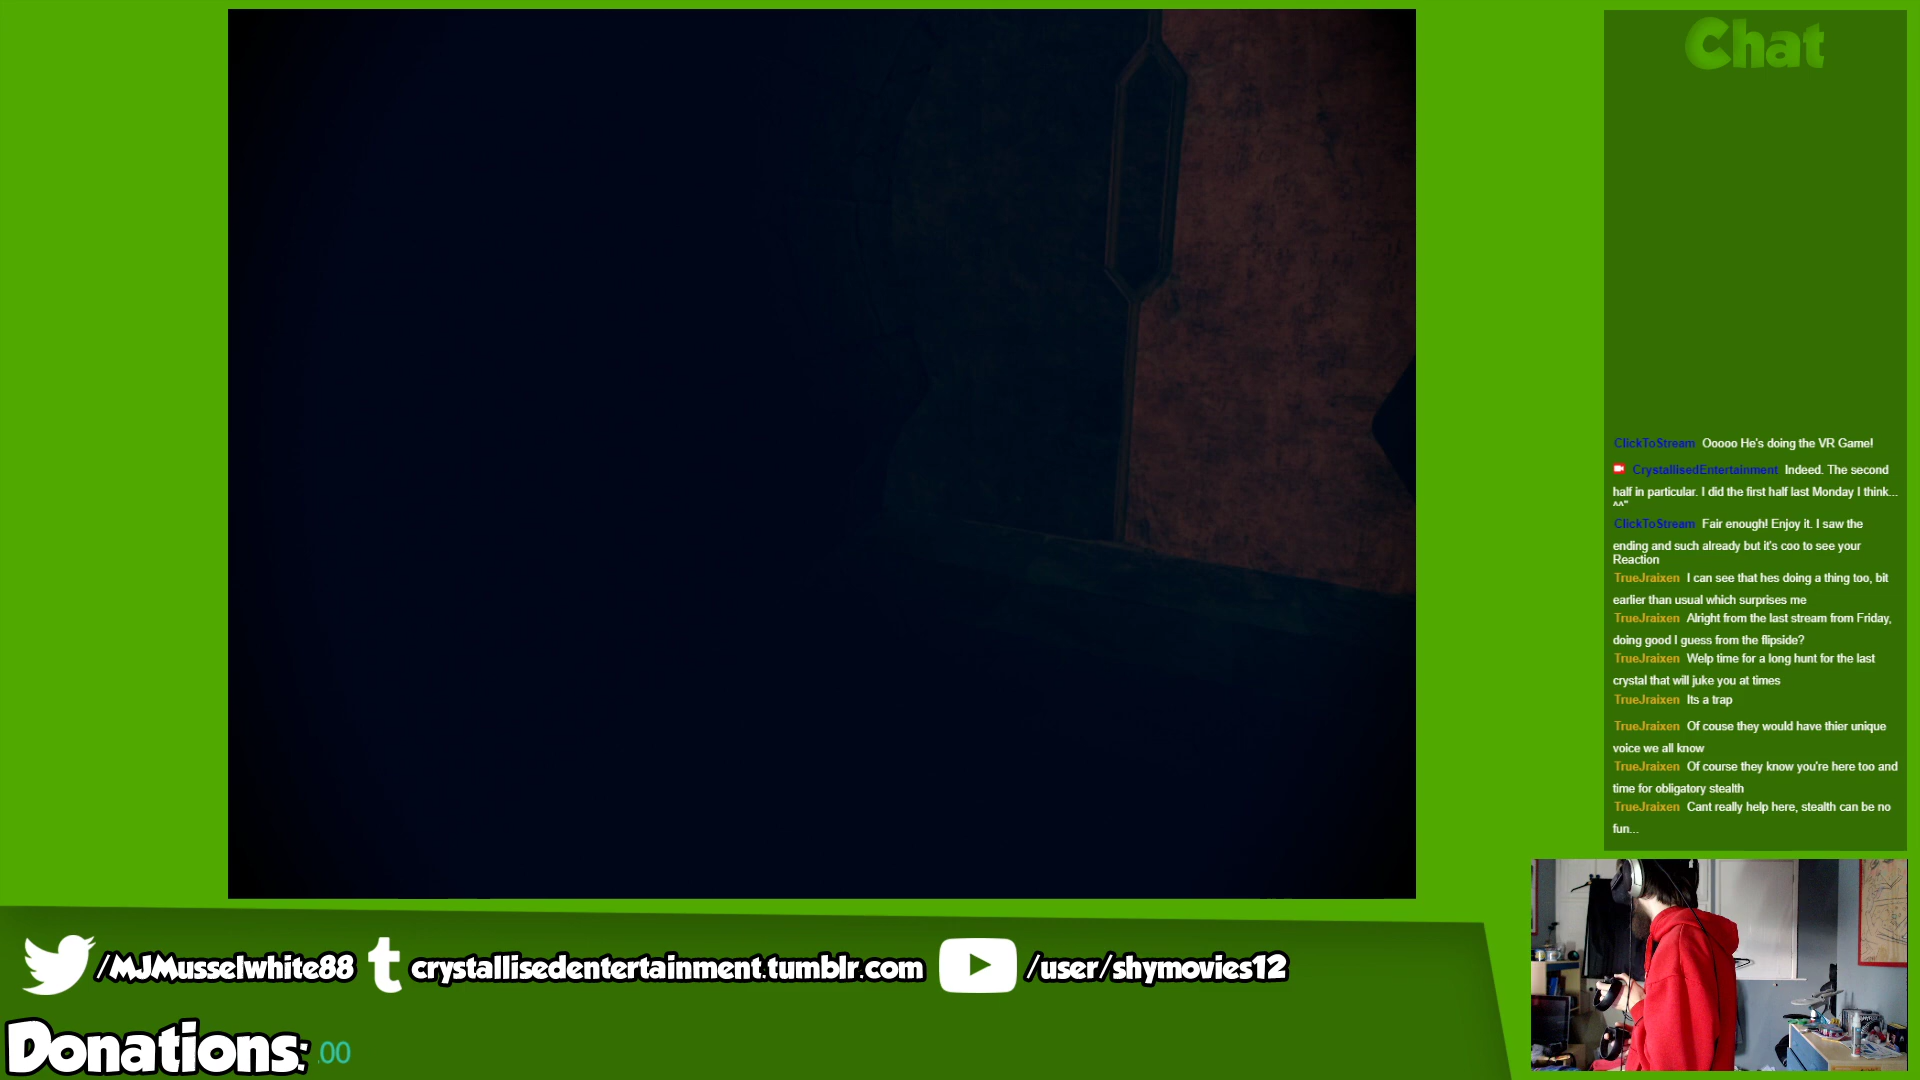 Chat
ClickToStream Ooooo He's doing the VR Game!
CrystallisedEntertainment Indeed. The second
half in particular. I did the first half last Monday I think...
^^"
ClickToStream Fair enough! Enjoy it. I saw the
ending and such already but it's coo to see your
Reaction
TrueJraixen I can see that hes doing a thing too, bit
earlier than usual which surprises me
TrueJraixen Alright from the last stream from Friday,
doing good I guess from the flipside?
TrueJraixen Welp time for a long hunt for the last
crystal that will juke you at times
TrueJraixen Its a trap
TrueJraixen Of couse they would have thier unique
voice we all know
TrueJraixen Of course they know you're here too and
time for obligatory stealth
TrueJraixen Cant really help here, stealth can be no
fun...
/MJMusselwhite88 crystallisedentertainment.tumblr.com /user/shymovies12
Donations: .00